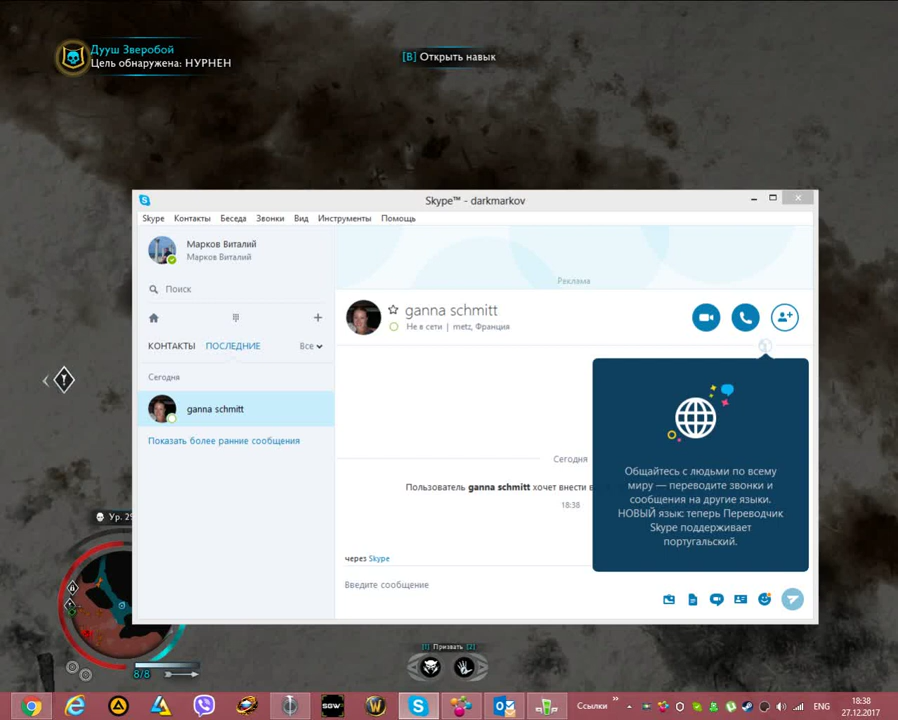 Дууш Зверобой
Цель обнаружена: НУРНЕН
[B] Открыть навык
Skype™ - darkmarkov
Skype Контакты Беседа Звонки Вид Инструменты Помощь
Марков Виталий
Марков Виталий
Поиск
КОНТАКТЫ ПОСЛЕДНИЕ Все
Сегодня
ganna schmitt
Показать более ранние сообщения
Реклама
ganna schmitt
Не в сети | metz, Франция
Сегодня
Пользователь ganna schmitt хочет внести
18:38
Общайтесь с людьми по всему
миру — переводите звонки и
сообщения на другие языки.
НОВЫЙ язык: теперь Переводчик
Skype поддерживает
португальский.
через Skype
Введите сообщение
Ур. 25
8/8
[1] Призвать [2]
SGW
Ссылки
ENG
18:38
27.12.2017